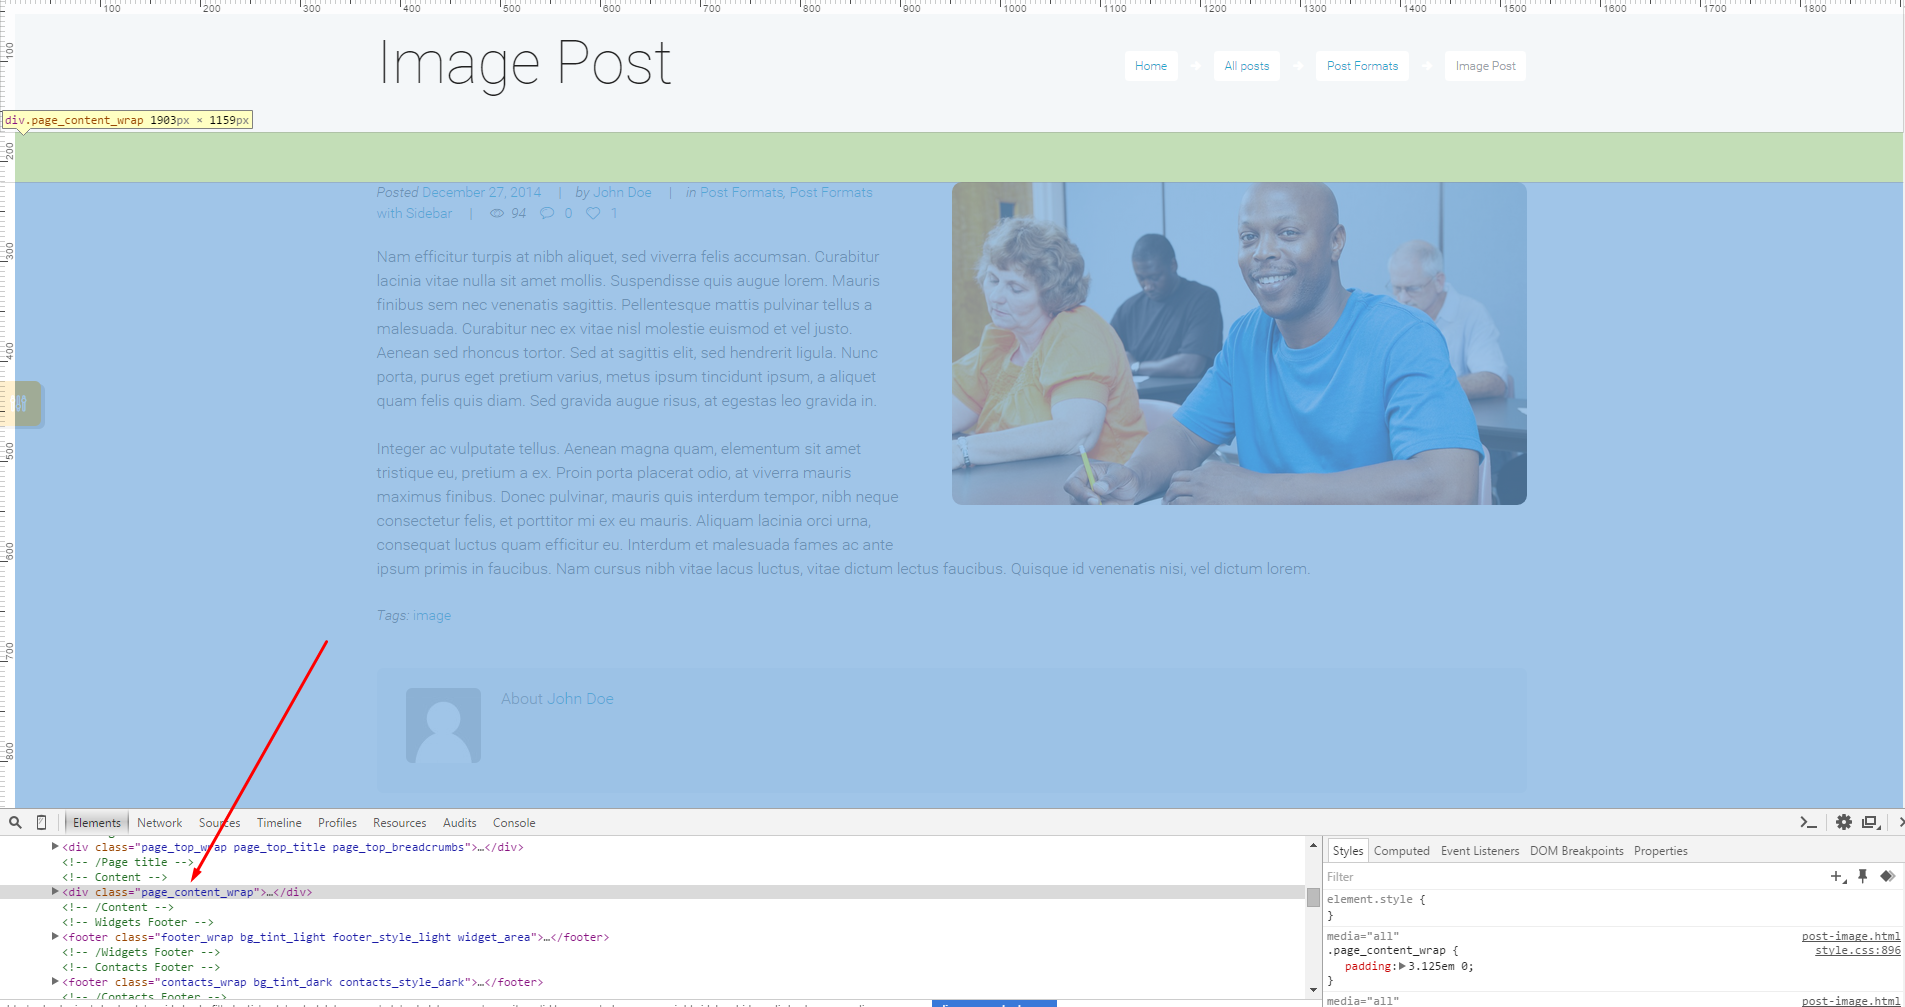 100 200 300 400 500 600 700 800 900 1000 1100 1200 1300 1400 1500 1600 1700 1800
Image Post
Home All posts Post Formats Image Post
100
div.page_content_wrap 1903px × 1159px
200
Posted December 27, 2014 | by John Doe | in Post Formats, Post Formats
with Sidebar | 94 0 1
300
Nam efficitur turpis at nibh aliquet, sed viverra felis accumsan. Curabitur
lacinia vitae nulla sit amet mollis. Suspendisse quis augue lorem. Mauris
finibus sem nec venenatis sagittis. Pellentesque mattis pulvinar tellus a
malesuada. Curabitur nec ex vitae nisl molestie euismod et vel justo.
400
Aenean sed rhoncus tortor. Sed at sagittis elit, sed hendrerit ligula. Nunc
porta, purus eget pretium varius, metus ipsum tincidunt ipsum, a aliquet
quam felis quis diam. Sed gravida augue risus, at egestas leo gravida in.
500
Integer ac vulputate tellus. Aenean magna quam, elementum sit amet
tristique eu, pretium a ex. Proin porta placerat odio, at viverra mauris
maximus finibus. Donec pulvinar, mauris quis interdum tempor, nibh neque
consectetur felis, et porttitor mi ex eu mauris. Aliquam lacinia orci urna,
600
consequat luctus quam efficitur eu. Interdum et malesuada fames ac ante
ipsum primis in faucibus. Nam cursus nibh vitae lacus luctus, vitae dictum lectus faucibus. Quisque id venenatis nisi, vel dictum lorem.
Tags: image
700
About John Doe
800
Elements Network Sources Timeline Profiles Resources Audits Console
<div class="page_top_wrap page_top_title page_top_breadcrumbs">…</div>
<!-- /Page title -->
<!-- Content -->
<div class="page_content_wrap">…</div>
<!-- /Content -->
<!-- Widgets Footer -->
<footer class="footer_wrap bg_tint_light footer_style_light widget_area">…</footer>
<!-- /Widgets Footer -->
<!-- Contacts Footer -->
<footer class="contacts_wrap bg_tint_dark contacts_style_dark">…</footer>
<!-- /Contacts Footer -->
Styles Computed Event Listeners DOM Breakpoints Properties
Filter
element.style {
}
media="all" post-image.html
.page_content_wrap { style.css:896
padding: 3.125em 0;
}
media="all" post-image.html